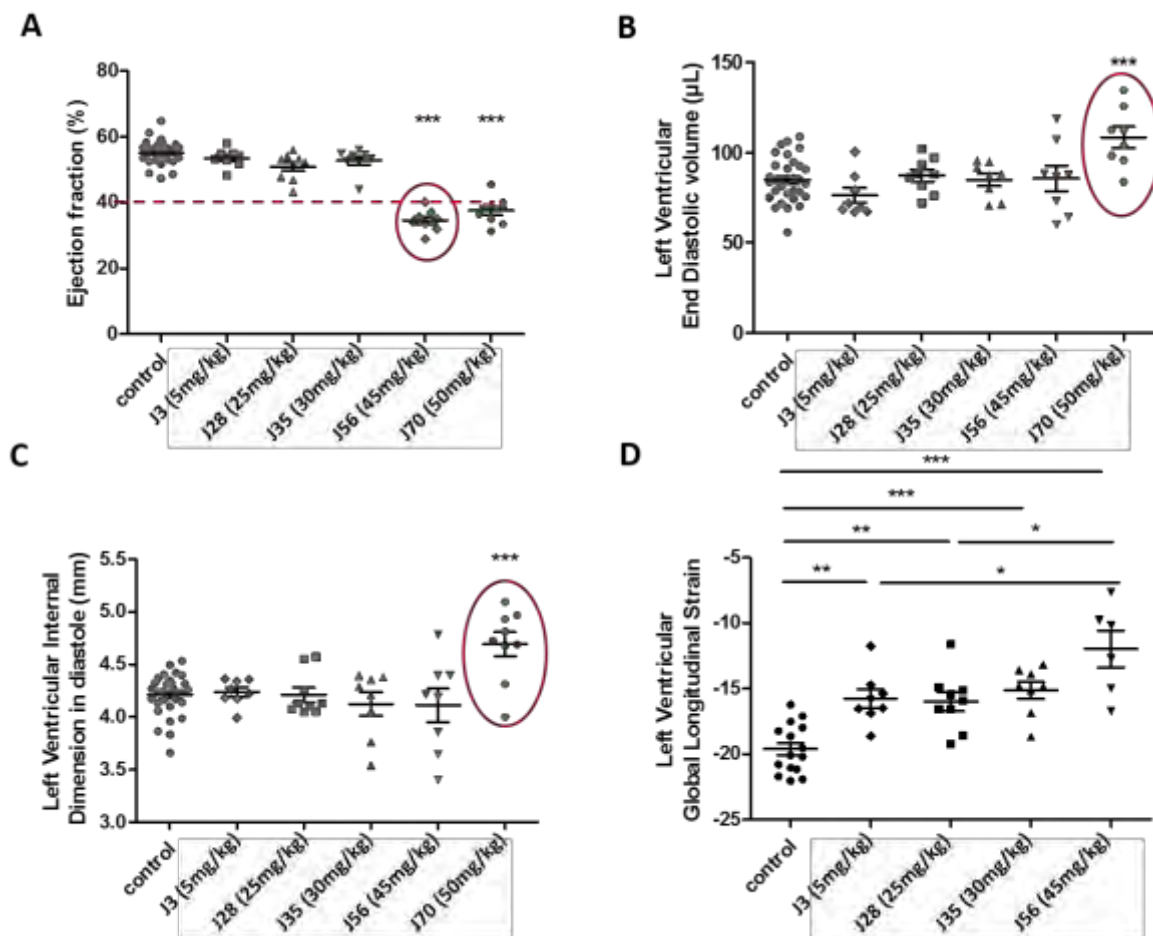 A
Ejection fraction (%)
80
60
40
20
0
*** ***
control
J3 (5mg/kg)
J28 (25mg/kg)
J35 (30mg/kg)
J56 (45mg/kg)
J70 (50mg/kg)
B
Left Ventricular
End Diastolic volume (µL)
150
100
50
0
***
control
J3 (5mg/kg)
J28 (25mg/kg)
J35 (30mg/kg)
J56 (45mg/kg)
J70 (50mg/kg)
C
Left Ventricular Internal
Dimension in diastole (mm)
5.5
5.0
4.5
4.0
3.5
3.0
***
control
J3 (5mg/kg)
J28 (25mg/kg)
J35 (30mg/kg)
J56 (45mg/kg)
J70 (50mg/kg)
D
Left Ventricular
Global Longitudinal Strain
***
***
** *
** *
-5
-10
-15
-20
-25
control
J3 (5mg/kg)
J28 (25mg/kg)
J35 (30mg/kg)
J56 (45mg/kg)